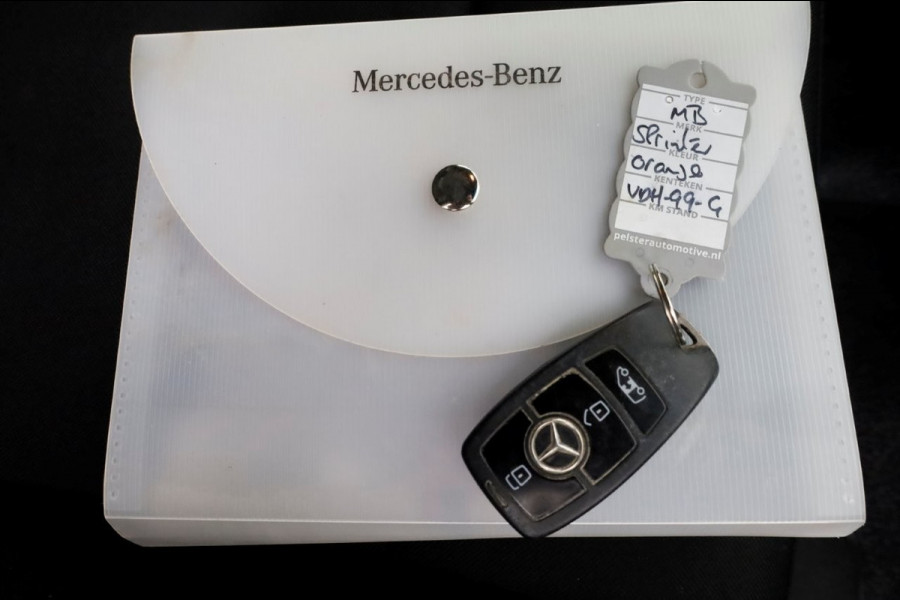 Mercedes-Benz
TYPE
MB
MERK
Sprinter
KLEUR
Oranje
KENTEKEN
VDH-99-G
KM STAND
pelsterautomotive.nl